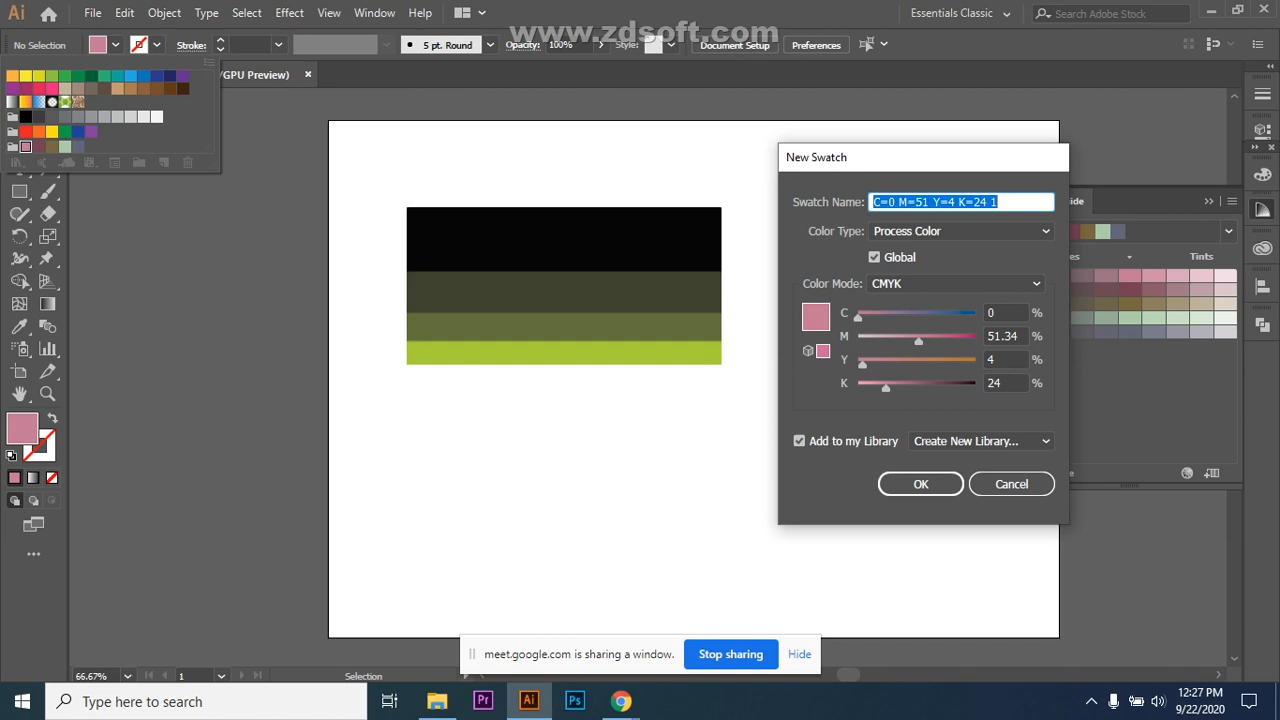 Ai File Edit Object Type Select Effect View Window Help Essentials Classic Search Adobe Stock
www.zdsoft.com
No Selection Stroke: 5 pt. Round Opacity: 100% Style: Document Setup Preferences
/GPU Preview) ×
New Swatch
Swatch Name: C=0 M=51 Y=4 K=24 1
Color Type: Process Color
Global
Color Mode: CMYK
C 0 %
M 51.34 %
Y 4 %
K 24 %
Add to my Library Create New Library...
OK Cancel
Tints
meet.google.com is sharing a window. Stop sharing Hide
66.67% 1 Selection
Type here to search Pr Ai Ps 12:27 PM
9/22/2020